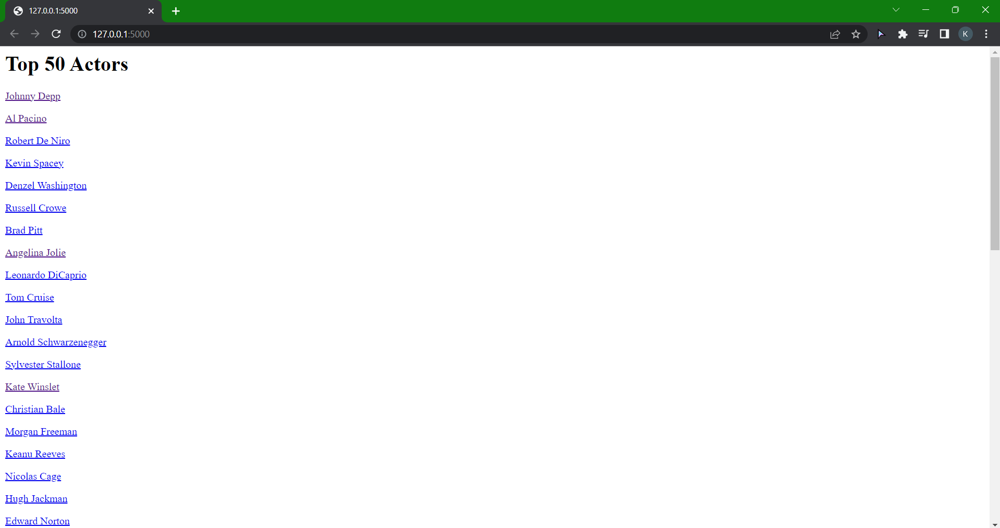 127.0.0.1:5000
127.0.0.1:5000
K
Top 50 Actors
Johnny Depp
Al Pacino
Robert De Niro
Kevin Spacey
Denzel Washington
Russell Crowe
Brad Pitt
Angelina Jolie
Leonardo DiCaprio
Tom Cruise
John Travolta
Arnold Schwarzenegger
Sylvester Stallone
Kate Winslet
Christian Bale
Morgan Freeman
Keanu Reeves
Nicolas Cage
Hugh Jackman
Edward Norton